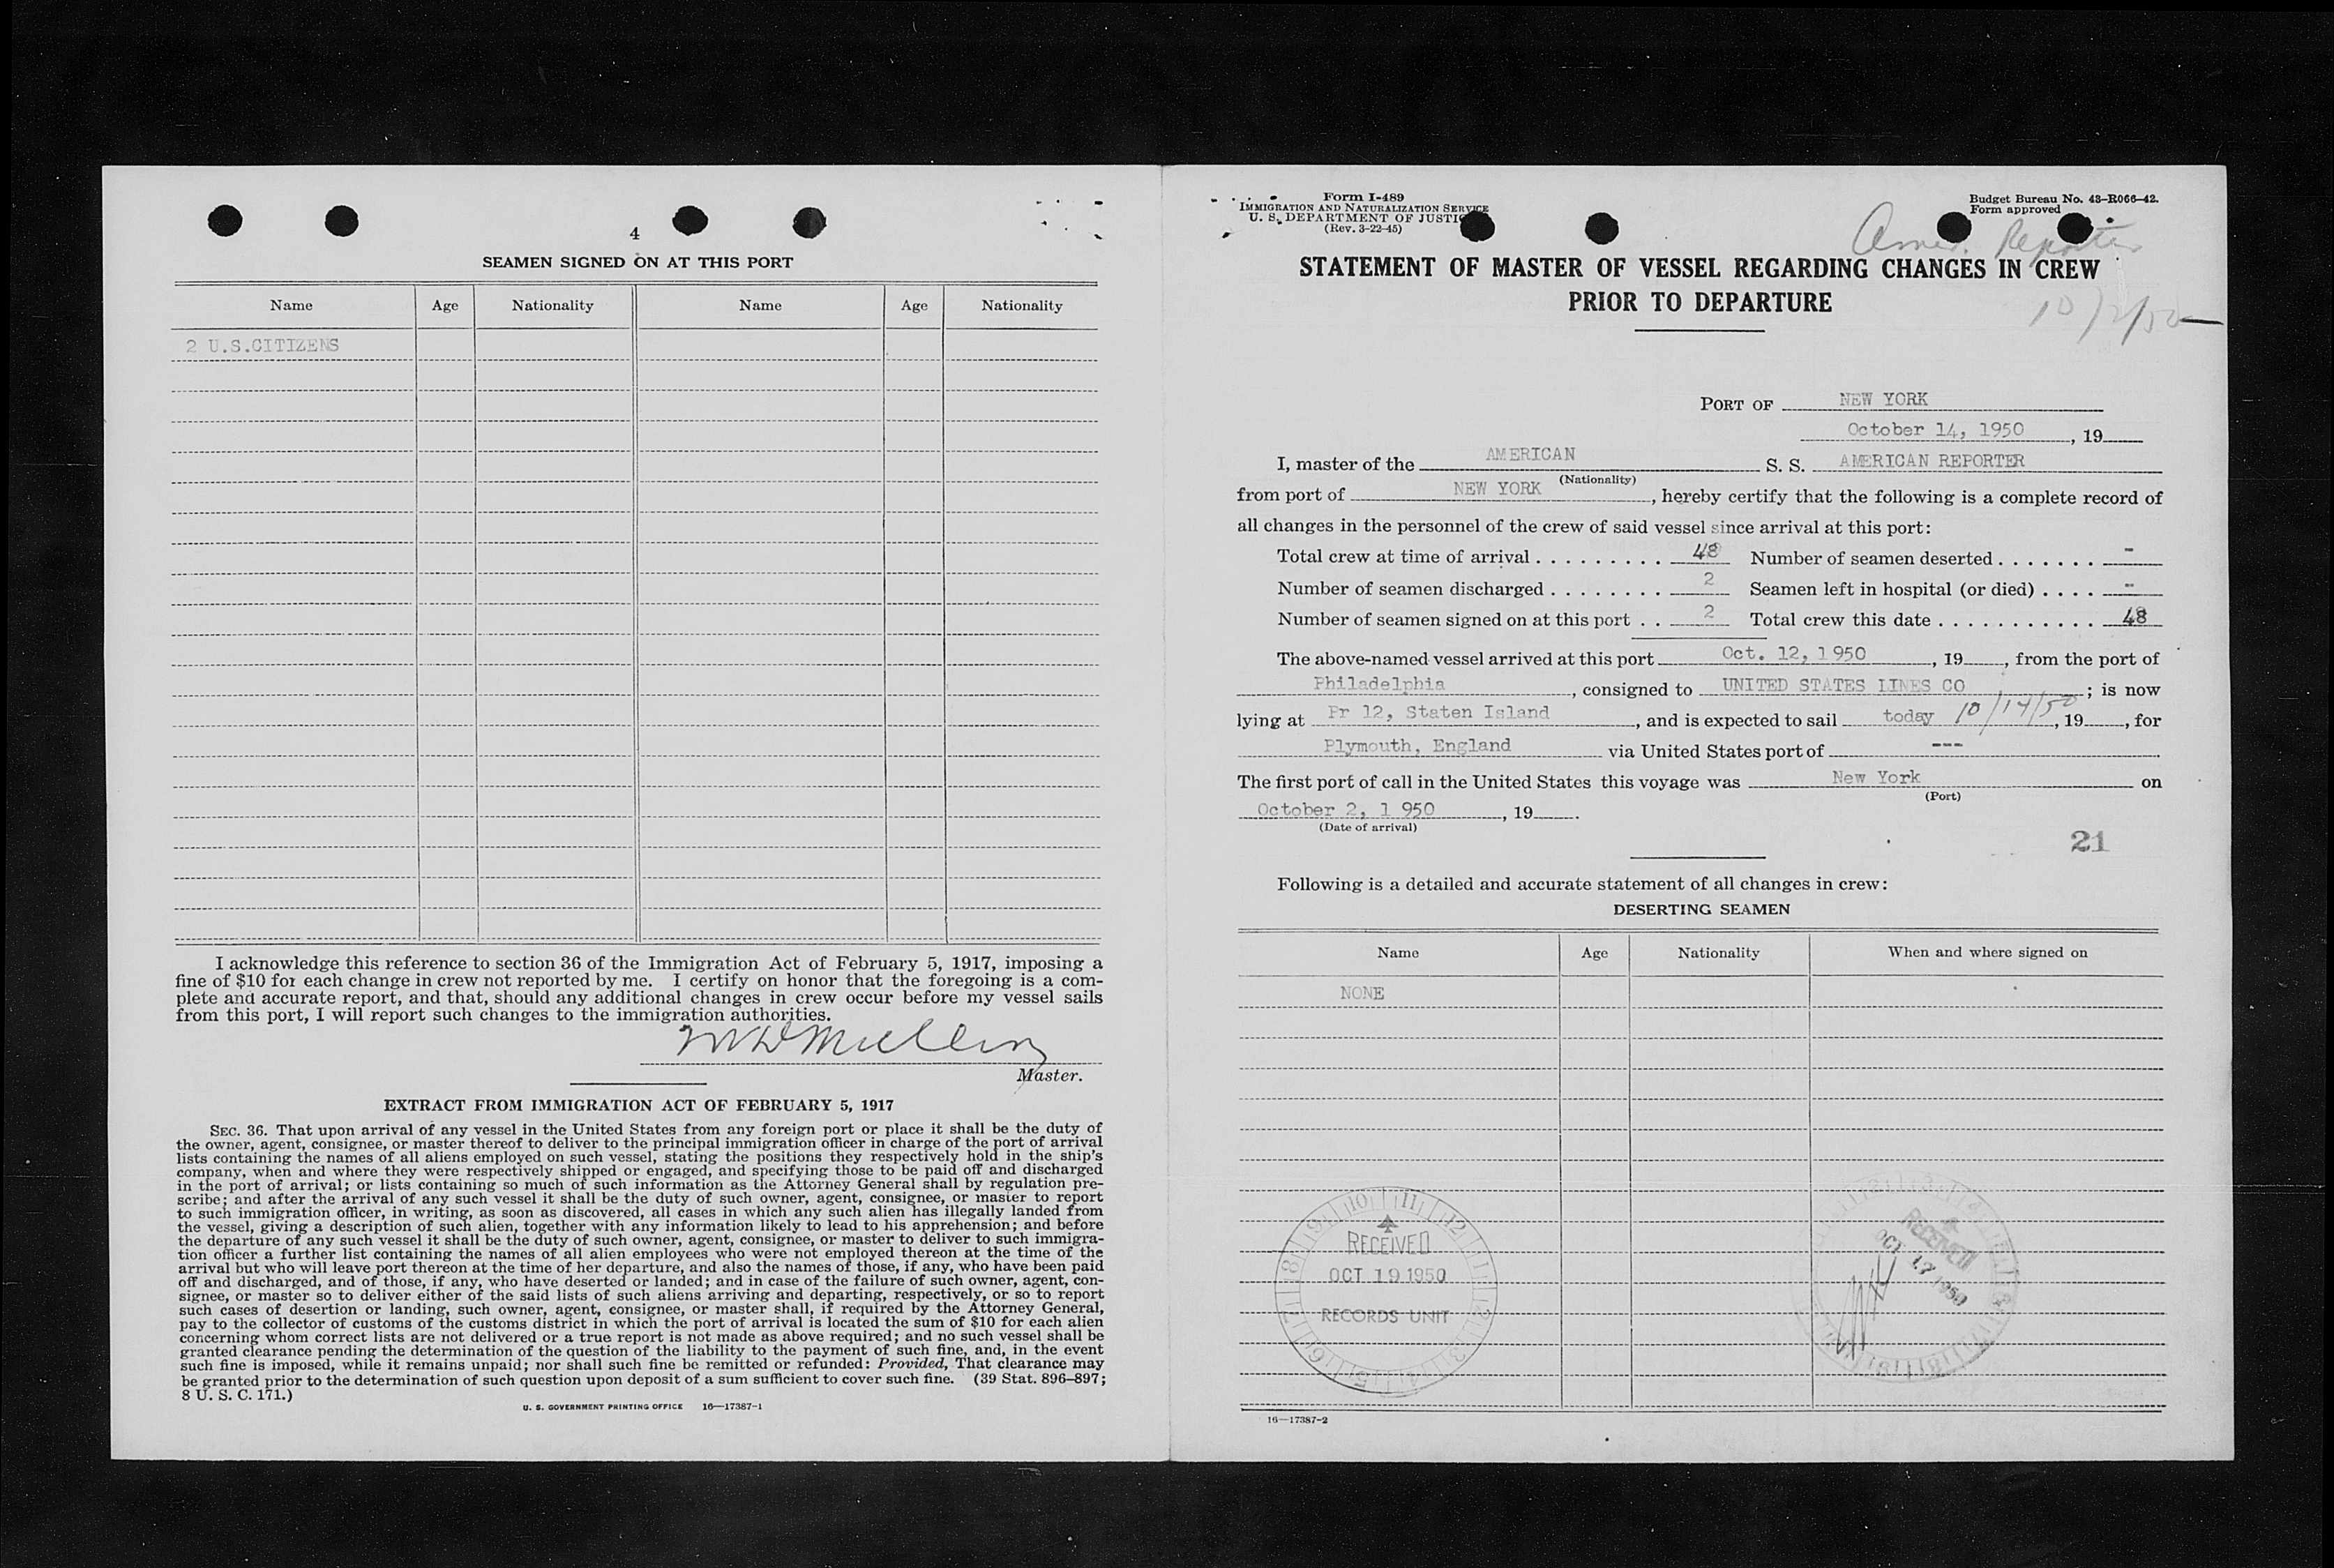 4
SEAMEN SIGNED ON AT THIS PORT
Name Age Nationality Name Age Nationality
2 U.S.CITIZENS
I acknowledge this reference to section 36 of the Immigration Act of February 5, 1917, imposing a
fine of $10 for each change in crew not reported by me. I certify on honor that the foregoing is a com-
plete and accurate report, and that, should any additional changes in crew occur before my vessel sails
from this port, I will report such changes to the immigration authorities.
Master.
EXTRACT FROM IMMIGRATION ACT OF FEBRUARY 5, 1917
SEC. 36. That upon arrival of any vessel in the United States from any foreign port or place it shall be the duty of
the owner, agent, consignee, or master thereof to deliver to the principal immigration officer in charge of the port of arrival
lists containing the names of all aliens employed on such vessel, stating the positions they respectively hold in the ship's
company, when and where they were respectively shipped or engaged, and specifying those to be paid off and discharged
in the port of arrival; or lists containing so much of such information as the Attorney General shall by regulation pre-
scribe; and after the arrival of any such vessel it shall be the duty of such owner, agent, consignee, or master to report
to such immigration officer, in writing, as soon as discovered, all cases in which any such alien has illegally landed from
the vessel, giving a description of such alien, together with any information likely to lead to his apprehension; and before
the departure of any such vessel it shall be the duty of such owner, agent, consignee, or master to deliver to such immigra-
tion officer a further list containing the names of all alien employees who were not employed thereon at the time of the
arrival but who will leave port thereon at the time of her departure, and also the names of those, if any, who have been paid
off and discharged, and of those, if any, who have deserted or landed; and in case of the failure of such owner, agent, con-
signee, or master so to deliver either of the said lists of such aliens arriving and departing, respectively, or so to report
such cases of desertion or landing, such owner, agent, consignee, or master shall, if required by the Attorney General,
pay to the collector of customs of the customs district in which the port of arrival is located the sum of $10 for each alien
concerning whom correct lists are not delivered or a true report is not made as above required; and no such vessel shall be
granted clearance pending the determination of the question of the liability to the payment of such fine, and, in the event
such fine is imposed, while it remains unpaid; nor shall such fine be remitted or refunded: Provided, That clearance may
be granted prior to the determination of such question upon deposit of a sum sufficient to cover such fine. (39 Stat. 896–897;
8 U. S. C. 171.)
U. S. GOVERNMENT PRINTING OFFICE 16—17387-1
Form I-489
IMMIGRATION AND NATURALIZATION SERVICE
U. S. DEPARTMENT OF JUSTIC
(Rev. 3-22-45)
Budget Bureau No. 43-R066-42.
Form approved
Amer. Reporter
STATEMENT OF MASTER OF VESSEL REGARDING CHANGES IN CREW
PRIOR TO DEPARTURE
10/2/50
PORT OF NEW YORK
October 14, 1950, 19
I, master of the AMERICAN S. S. AMERICAN REPORTER
(Nationality)
from port of NEW YORK, hereby certify that the following is a complete record of
all changes in the personnel of the crew of said vessel since arrival at this port:
Total crew at time of arrival 48 Number of seamen deserted -
Number of seamen discharged 2 Seamen left in hospital (or died) -
Number of seamen signed on at this port 2 Total crew this date 48
The above-named vessel arrived at this port Oct. 12, 1950, 19, from the port of
Philadelphia, consigned to UNITED STATES LINES CO; is now
lying at Pr 12, Staten Island, and is expected to sail today 10/14/50, 19, for
Plymouth, England via United States port of ---
The first port of call in the United States this voyage was New York on
(Port)
October 2, 1 950, 19.
(Date of arrival)
21
Following is a detailed and accurate statement of all changes in crew:
DESERTING SEAMEN
Name Age Nationality When and where signed on
NONE
RECEIVED
OCT 19 1950
RECORDS UNIT
RECEIVED
OCT 17 1950
16—17387-2